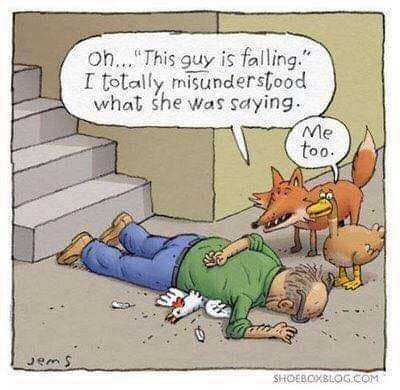 Oh,.."This guy is falling."
I totally misunderstood
what she was saying.
Me
too.
Jems
SHOEBOXBLOG.COM